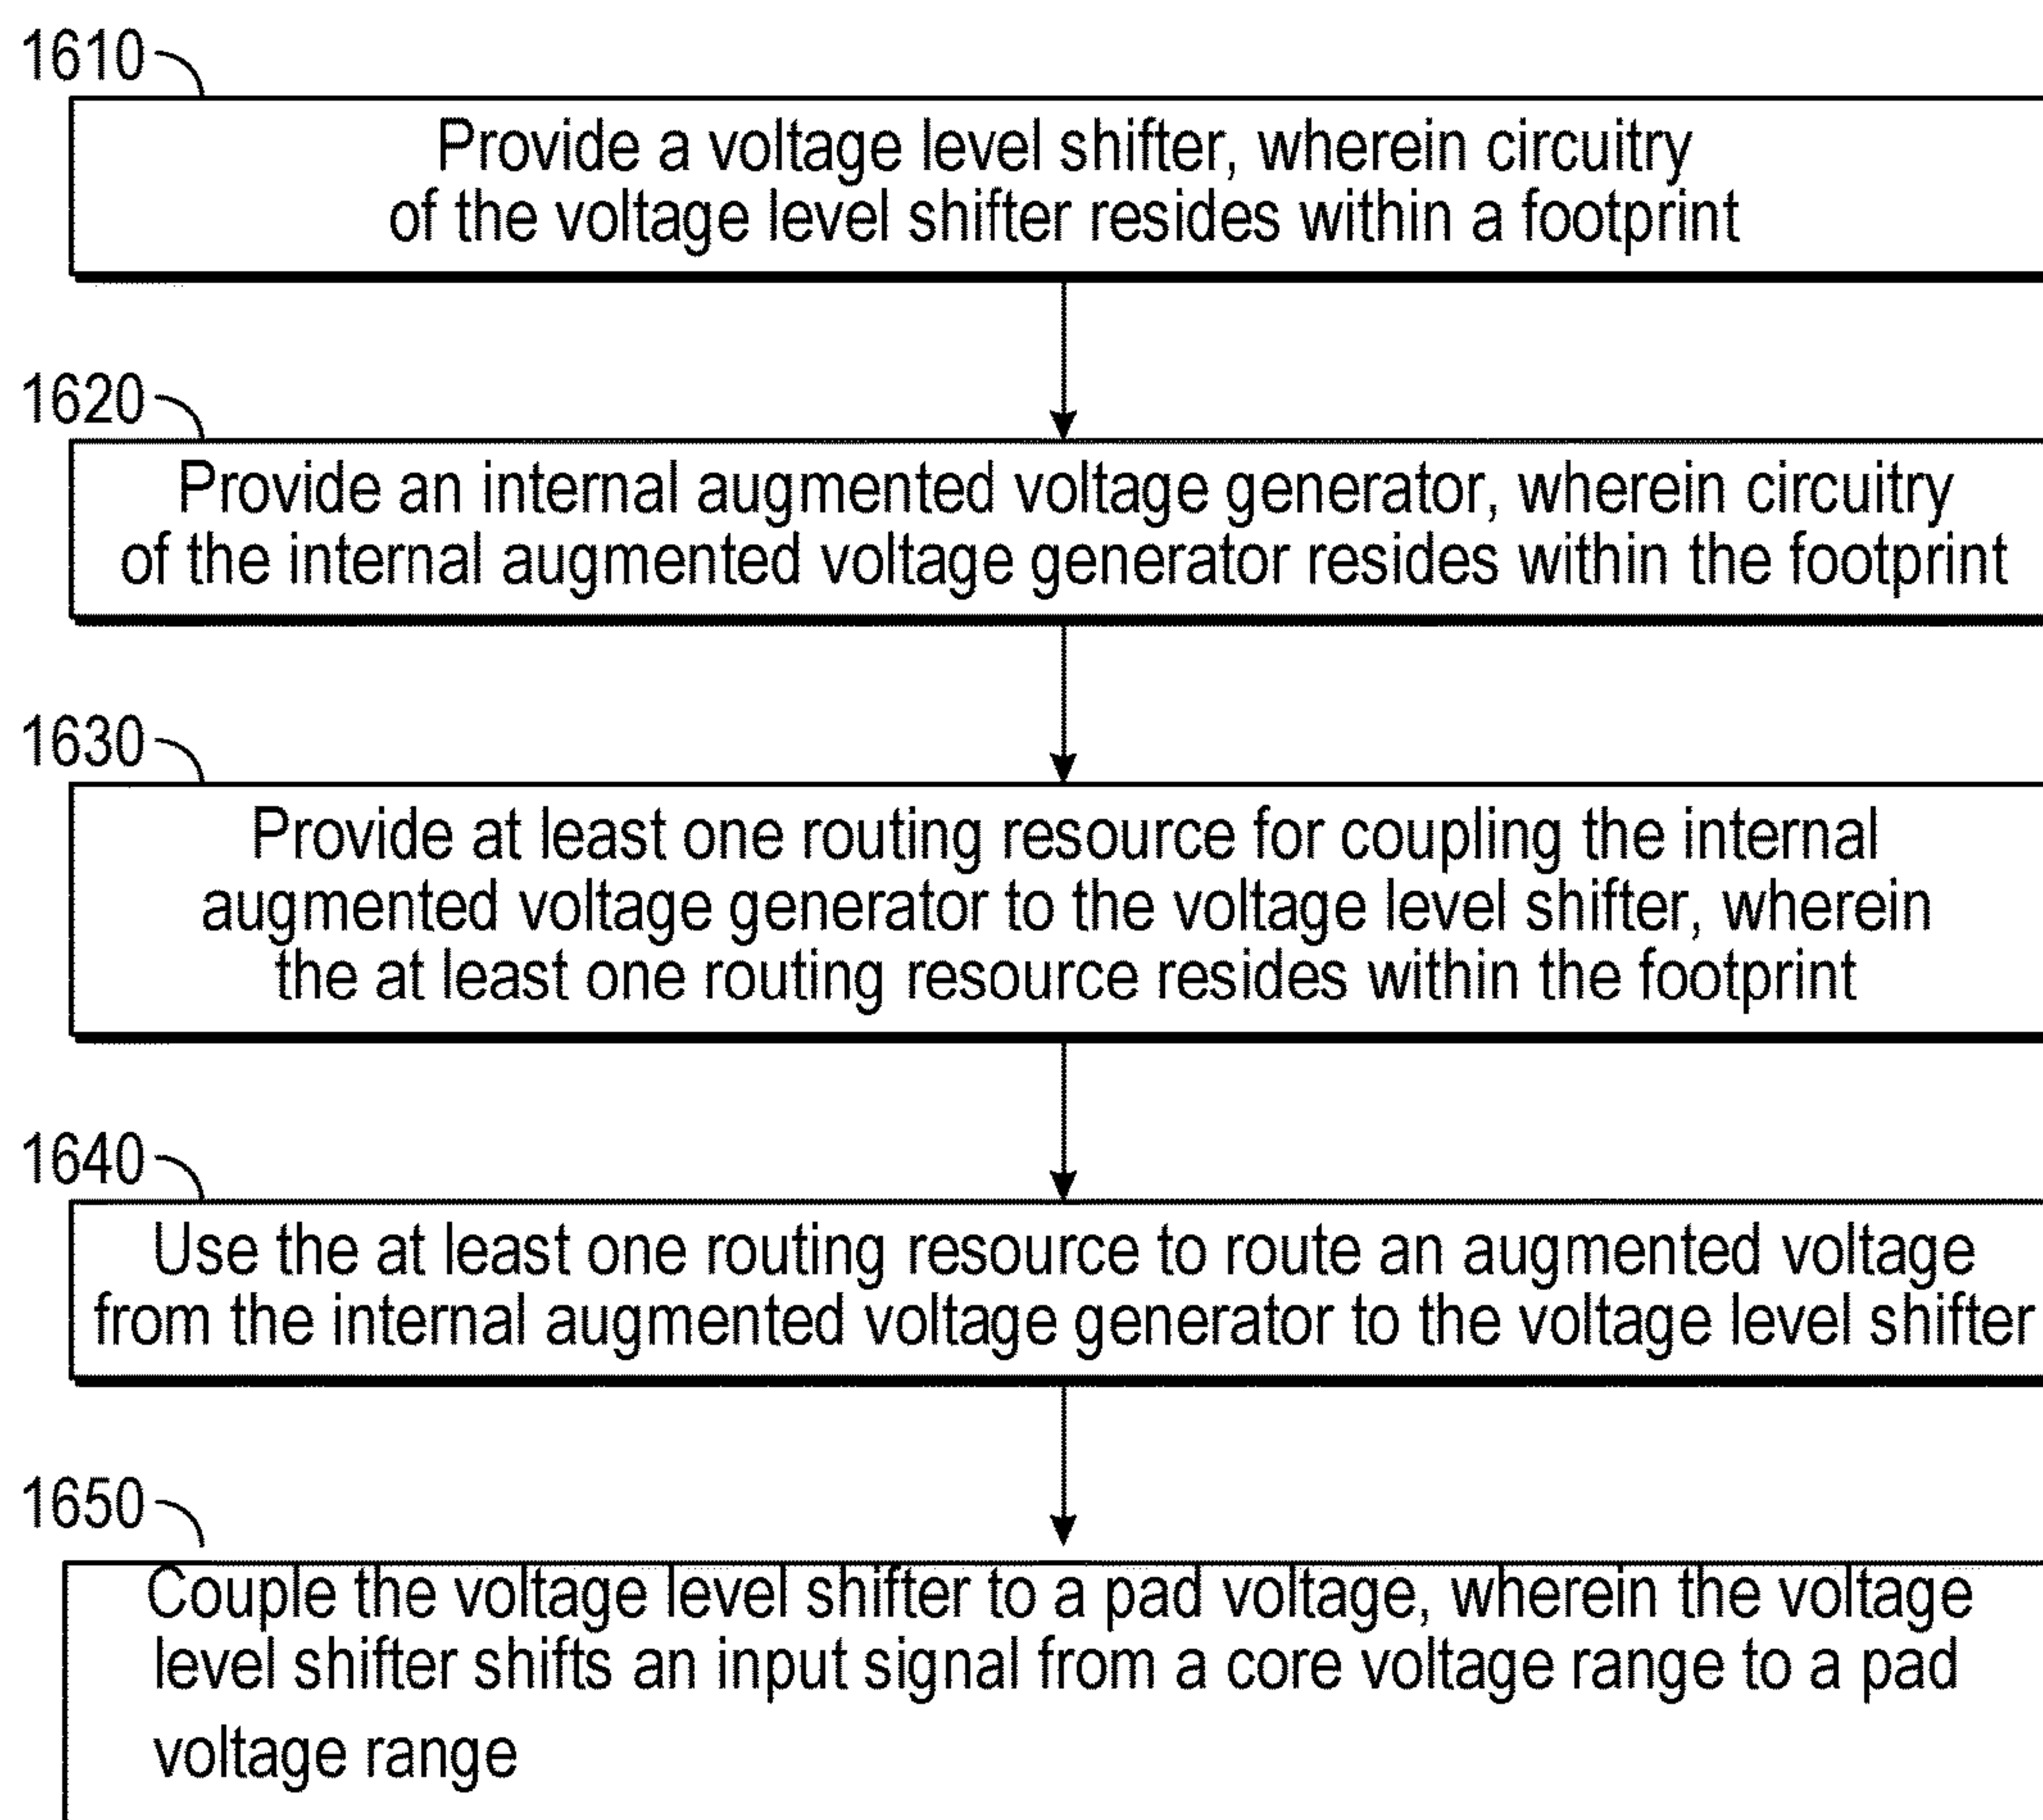 1610
Provide a voltage level shifter, wherein circuitry
of the voltage level shifter resides within a footprint
1620
Provide an internal augmented voltage generator, wherein circuitry
of the internal augmented voltage generator resides within the footprint
1630
Provide at least one routing resource for coupling the internal
augmented voltage generator to the voltage level shifter, wherein
the at least one routing resource resides within the footprint
1640
Use the at least one routing resource to route an augmented voltage
from the internal augmented voltage generator to the voltage level shifter
1650
Couple the voltage level shifter to a pad voltage, wherein the voltage
level shifter shifts an input signal from a core voltage range to a pad
voltage range